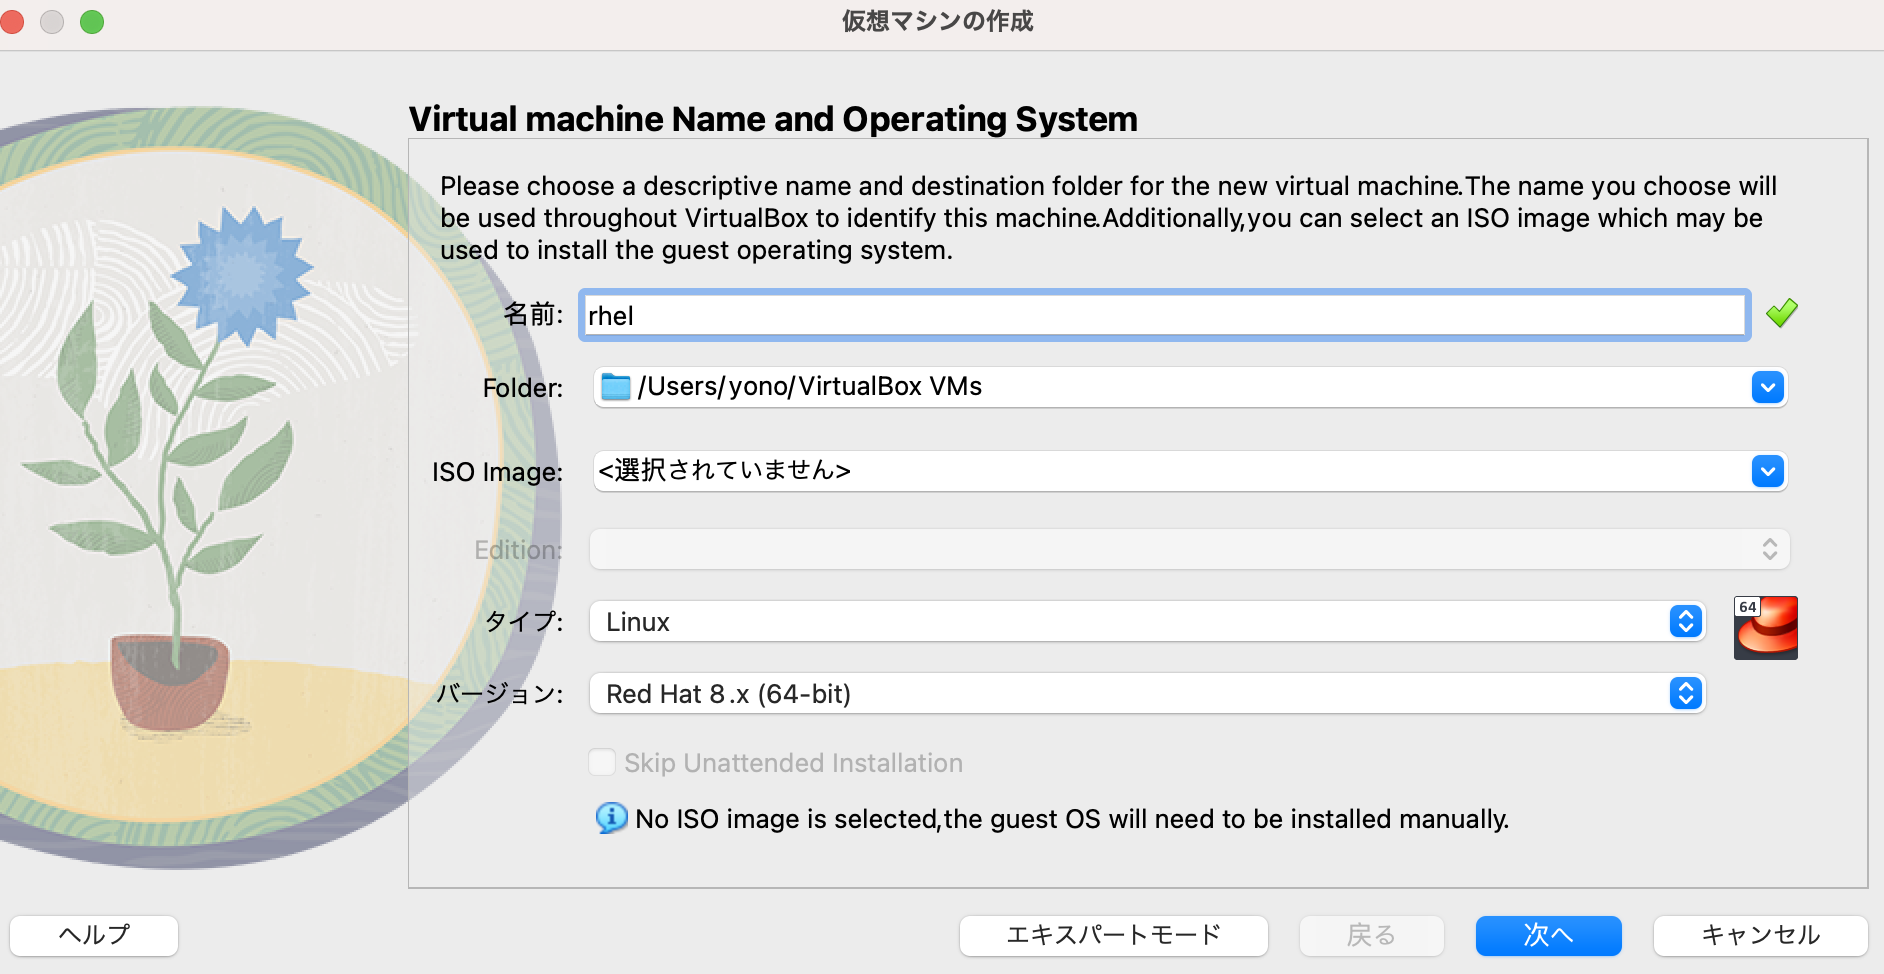 仮想マシンの作成
Virtual machine Name and Operating System
Please choose a descriptive name and destination folder for the new virtual machine.The name you choose will
be used throughout VirtualBox to identify this machine.Additionally,you can select an ISO image which may be
used to install the guest operating system.
名前: rhel
Folder: /Users/yono/VirtualBox VMs
ISO Image: <選択されていません>
Edition:
タイプ: Linux
64
バージョン: Red Hat 8.x (64-bit)
Skip Unattended Installation
No ISO image is selected,the guest OS will need to be installed manually.
ヘルプ エキスパートモード 戻る 次へ キャンセル